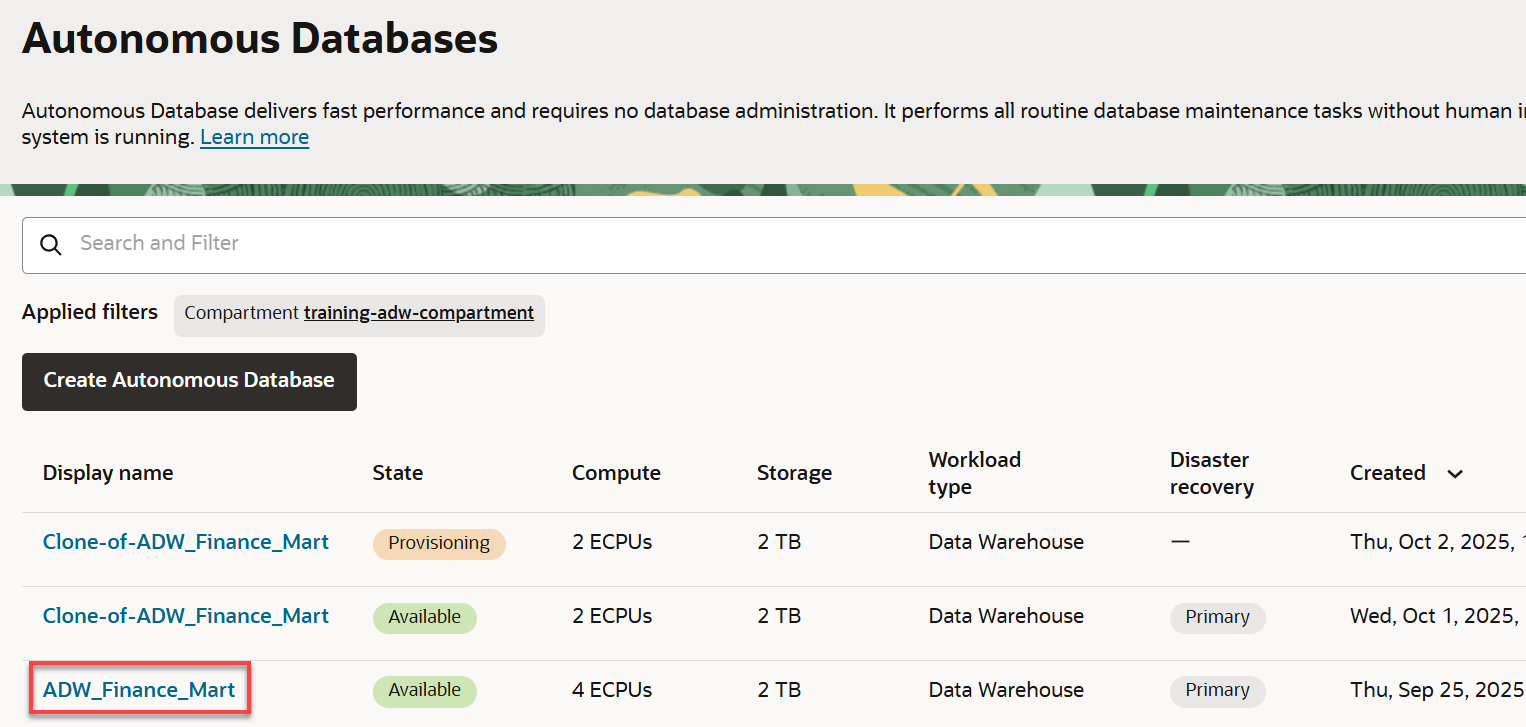 Autonomous Databases
Autonomous Database delivers fast performance and requires no database administration. It performs all routine database maintenance tasks without human
system is running. Learn more
Search and Filter
Applied filters Compartment training-adw-compartment
Create Autonomous Database
Display name State Compute Storage Workload type Disaster recovery Created
Clone-of-ADW_Finance_Mart Provisioning 2 ECPUs 2 TB Data Warehouse — Thu, Oct 2, 2025,
Clone-of-ADW_Finance_Mart Available 2 ECPUs 2 TB Data Warehouse Primary Wed, Oct 1, 2025,
ADW_Finance_Mart Available 4 ECPUs 2 TB Data Warehouse Primary Thu, Sep 25, 2025